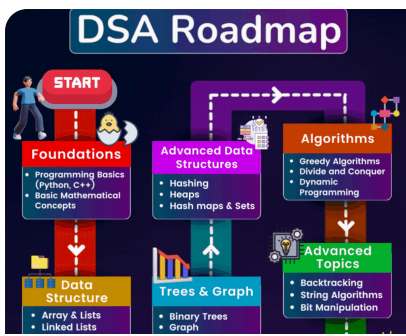 DSA Roadmap
START
Foundations
Programming Basics
(Python, C++)
Basic Mathematical
Concepts
Data
Structure
Array & Lists
Linked Lists
Trees & Graph
Binary Trees
Graph
Advanced Data
Structures
Hashing
Heaps
Hash maps & Sets
Algorithms
Greedy Algorithms
Divide and Conquer
Dynamic
Programming
Advanced
Topics
Backtracking
String Algorithms
Bit Manipulation